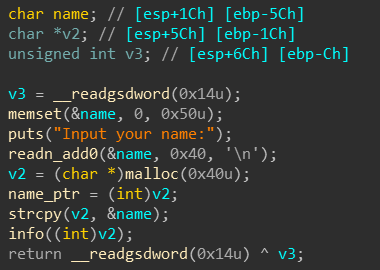 char name; // [esp+1Ch] [ebp-5Ch]
char *v2; // [esp+5Ch] [ebp-1Ch]
unsigned int v3; // [esp+6Ch] [ebp-Ch]
v3 = __readgsdword(0x14u);
memset(&name, 0, 0x50u);
puts("Input your name:");
readn_add0(&name, 0x40, '\n');
v2 = (char *)malloc(0x40u);
name_ptr = (int)v2;
strcpy(v2, &name);
info((int)v2);
return __readgsdword(0x14u) ^ v3;